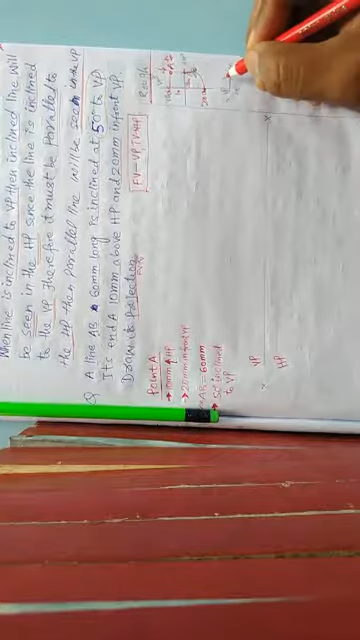 When line is inclined to VP then inclined line will
be seen in the HP since the line is inclined
to the VP Therefore it must be Parallel to
the HP then Parallel line will be seen in the VP
Q A line AB 60mm long is inclined at 50° to VP
Its end A 10mm above HP and 20mm infront VP.
Draw its Projection
FV-VP, TV-HP
Point A
→ 10mm ↑ HP
→ 20mm infront VP
AB = 60mm
→ 50° inclined
to VP
Rough
X
VP
HP
X